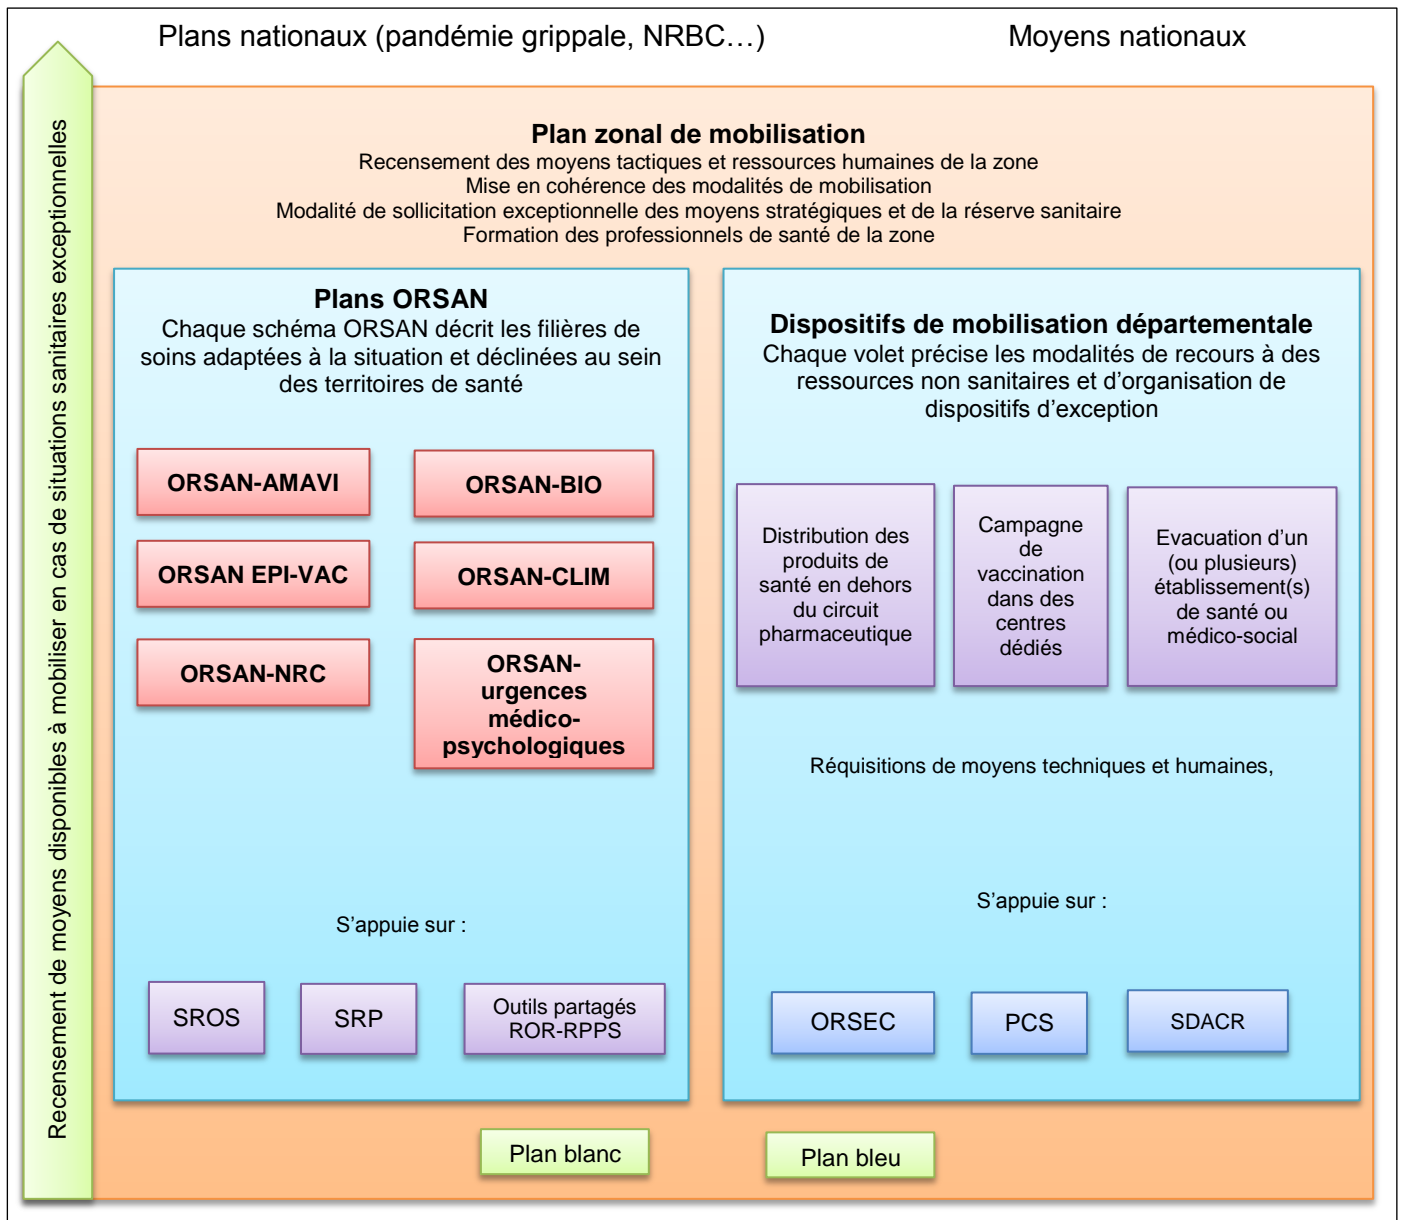 Plans nationaux (pandémie grippale, NRBC…)
Moyens nationaux
Recensement de moyens disponibles à mobiliser en cas de situations sanitaires exceptionnelles
Plan zonal de mobilisation
Recensement des moyens tactiques et ressources humaines de la zone
Mise en cohérence des modalités de mobilisation
Modalité de sollicitation exceptionnelle des moyens stratégiques et de la réserve sanitaire
Formation des professionnels de santé de la zone
Plans ORSAN
Chaque schéma ORSAN décrit les filières de
soins adaptées à la situation et déclinées au sein
des territoires de santé
ORSAN-AMAVI
ORSAN-BIO
ORSAN EPI-VAC
ORSAN-CLIM
ORSAN-NRC
ORSAN-
urgences
médico-
psychologiques
S'appuie sur :
SROS
SRP
Outils partagés
ROR-RPPS
Dispositifs de mobilisation départementale
Chaque volet précise les modalités de recours à des
ressources non sanitaires et d'organisation de
dispositifs d'exception
Distribution des
produits de
santé en dehors
du circuit
pharmaceutique
Campagne
de
vaccination
dans des
centres
dédiés
Evacuation d'un
(ou plusieurs)
établissement(s)
de santé ou
médico-social
Réquisitions de moyens techniques et humaines,
S'appuie sur :
ORSEC
PCS
SDACR
Plan blanc
Plan bleu